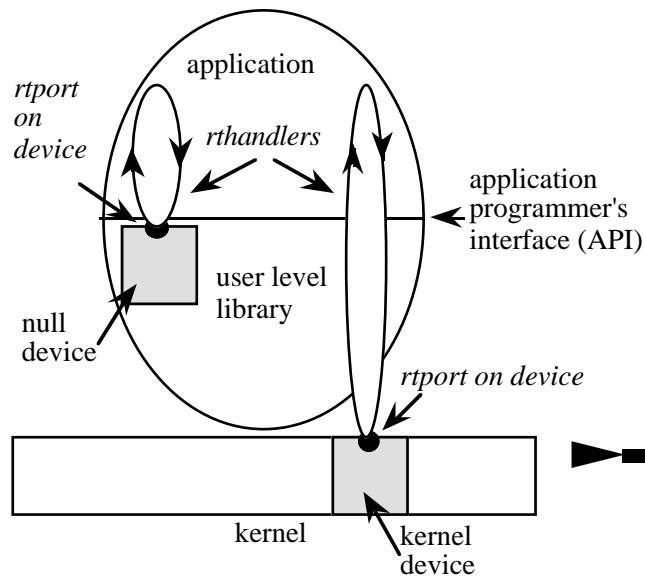 application
rtport
on
device
rthandlers
application
programmer's
interface (API)
user level
library
null
device
rtport on device
kernel
kernel
device